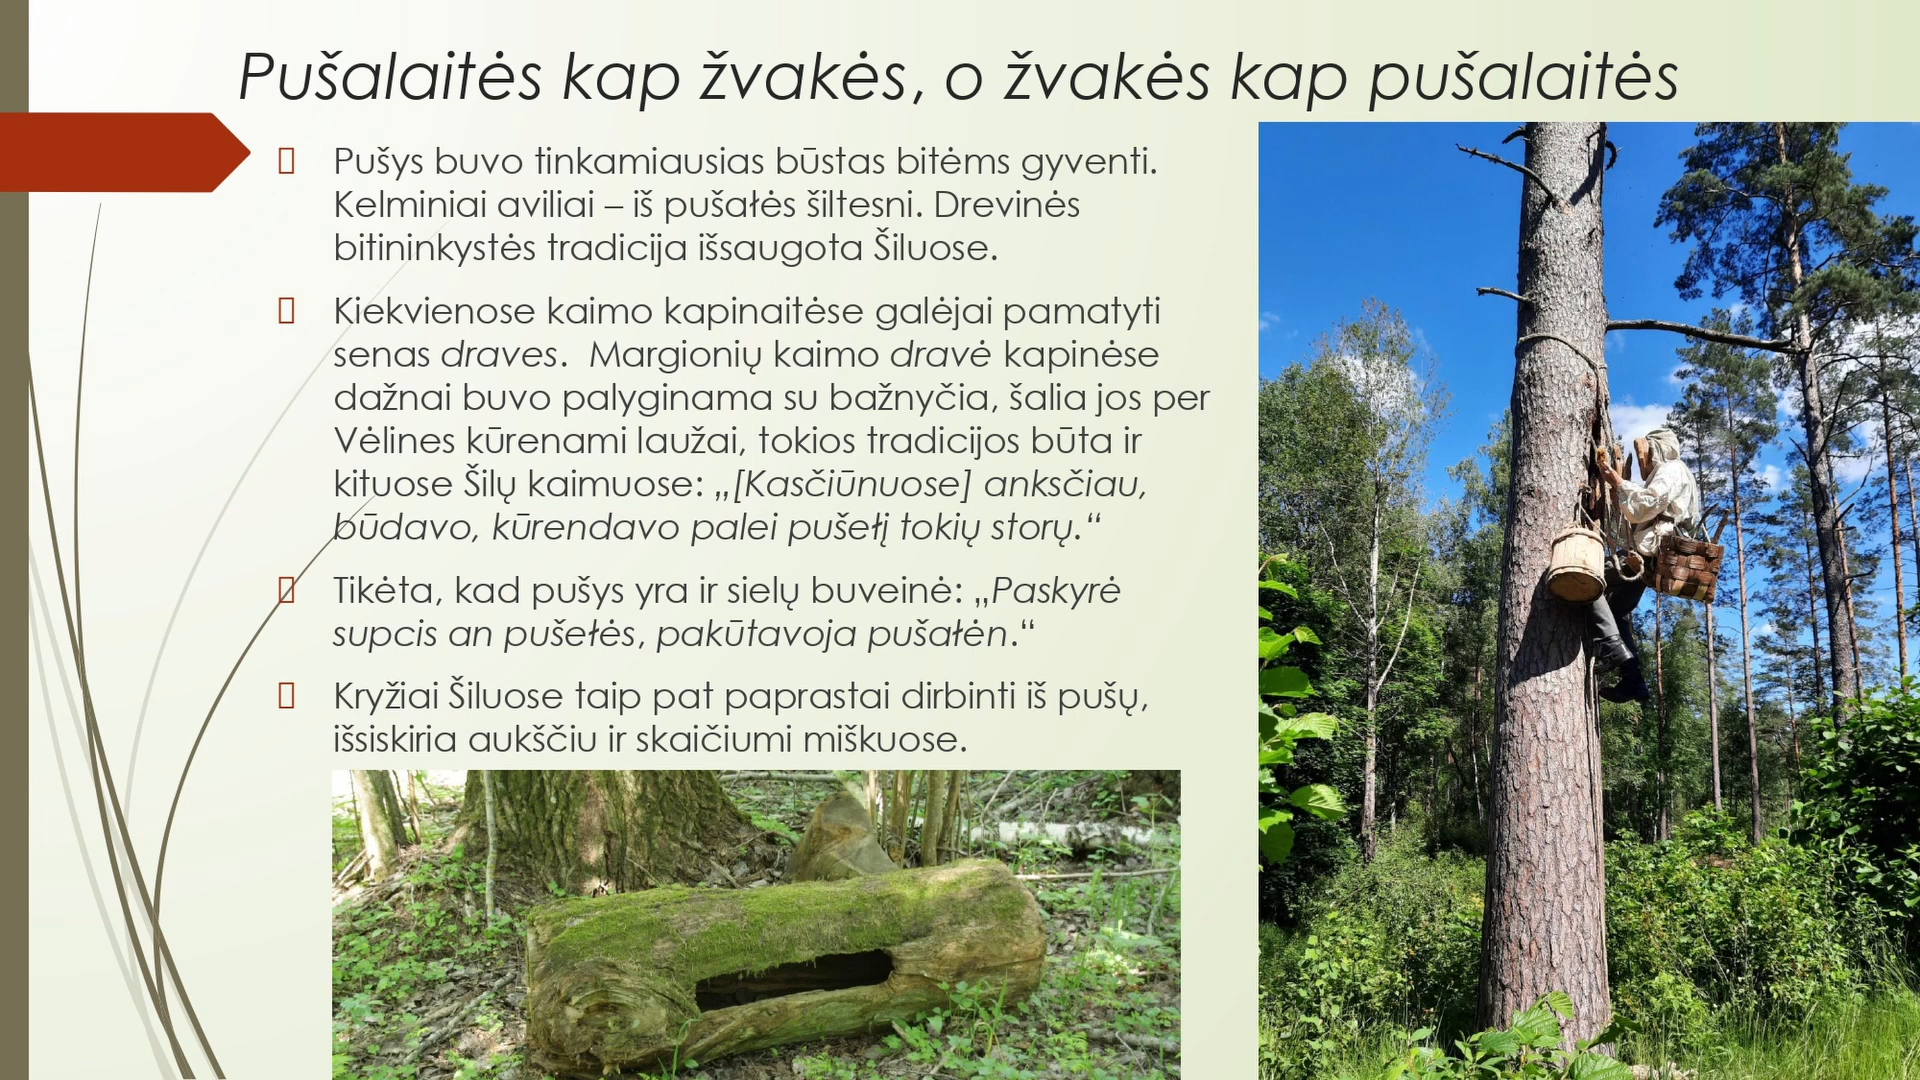 Pušalaitės kap žvakės, o žvakės kap pušalaitės
Pušys buvo tinkamiausias būstas bitėms gyventi.
Kelminiai aviliai – iš pušałės šiltesni. Drevinės
bitininkystės tradicija išsaugota Šiluose.
Kiekvienose kaimo kapinaitėse galėjai pamatyti
senas draves.  Margionių kaimo dravė kapinėse
dažnai buvo palyginama su bažnyčia, šalia jos per
Vėlines kūrenami laužai, tokios tradicijos būta ir
kituose Šilų kaimuose: „[Kasčiūnuose] anksčiau,
būdavo, kūrendavo palei pušełį tokių storų.“
Tikėta, kad pušys yra ir sielų buveinė: „Paskyrė
supcis an pušełės, pakūtavoja pušałėn.“
Kryžiai Šiluose taip pat paprastai dirbinti iš pušų,
išsiskiria aukščiu ir skaičiumi miškuose.